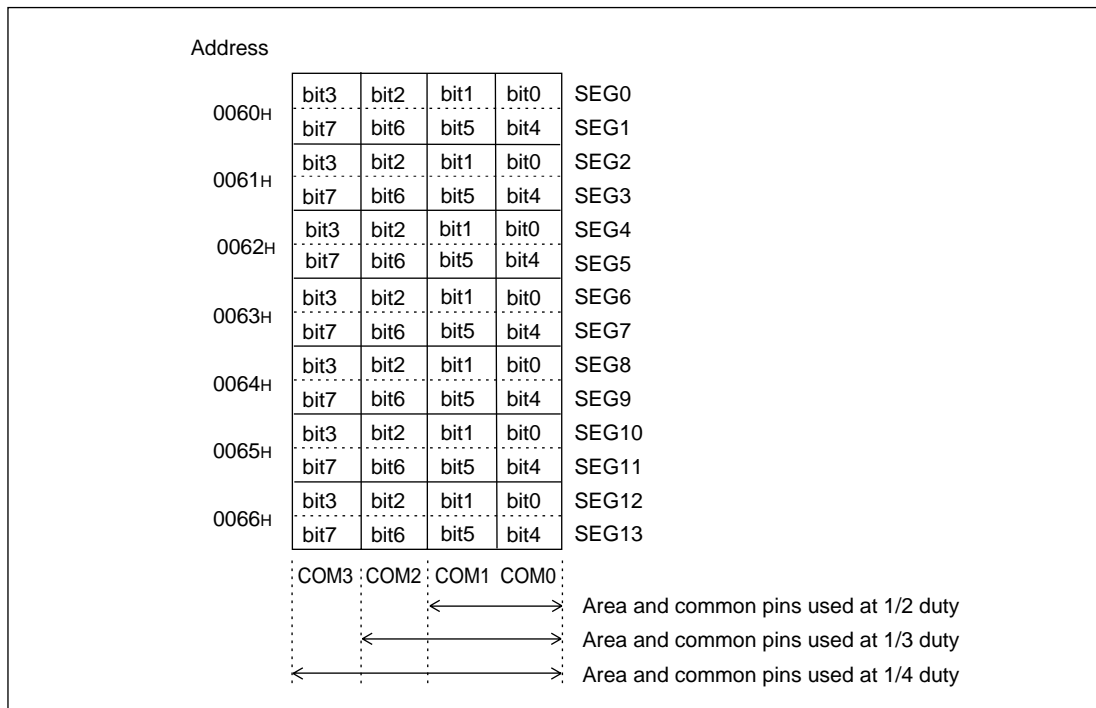 Address
bit3 bit2 bit1 bit0 SEG0
0060H
bit7 bit6 bit5 bit4 SEG1
bit3 bit2 bit1 bit0 SEG2
0061H
bit7 bit6 bit5 bit4 SEG3
bit3 bit2 bit1 bit0 SEG4
0062H
bit7 bit6 bit5 bit4 SEG5
bit3 bit2 bit1 bit0 SEG6
0063H
bit7 bit6 bit5 bit4 SEG7
bit3 bit2 bit1 bit0 SEG8
0064H
bit7 bit6 bit5 bit4 SEG9
bit3 bit2 bit1 bit0 SEG10
0065H
bit7 bit6 bit5 bit4 SEG11
bit3 bit2 bit1 bit0 SEG12
0066H
bit7 bit6 bit5 bit4 SEG13
COM3 COM2 COM1 COM0
Area and common pins used at 1/2 duty
Area and common pins used at 1/3 duty
Area and common pins used at 1/4 duty